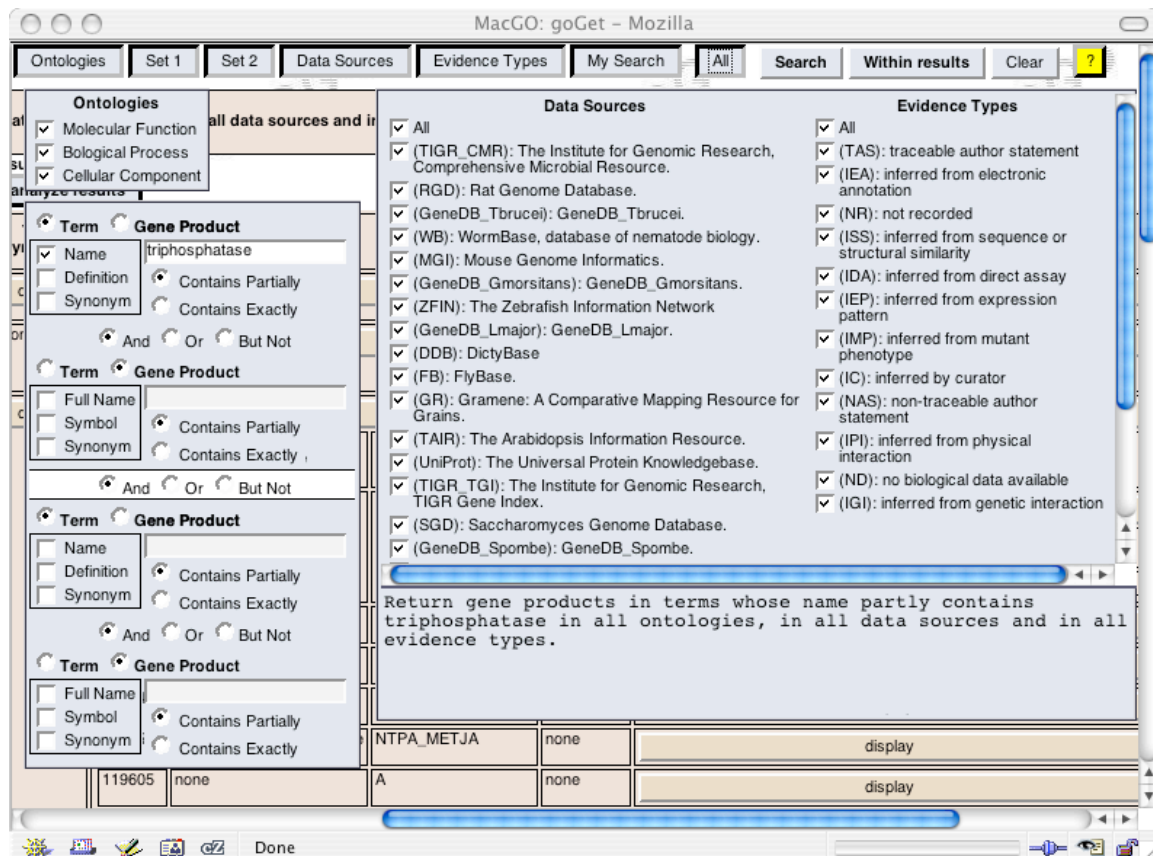 MacGO: goGet – Mozilla
Ontologies Set 1 Set 2 Data Sources Evidence Types My Search All Search Within results Clear ?
Ontologies
Molecular Function
Biological Process
Cellular Component
all data sources and in
analyze results
Term Gene Product
Name triphosphatase
Definition Contains Partially
Synonym Contains Exactly
And Or But Not
Term Gene Product
Full Name
Symbol Contains Partially
Synonym Contains Exactly
And Or But Not
Term Gene Product
Name
Definition Contains Partially
Synonym Contains Exactly
And Or But Not
Term Gene Product
Full Name
Symbol Contains Partially
Synonym Contains Exactly
Data Sources
All
(TIGR_CMR): The Institute for Genomic Research,
Comprehensive Microbial Resource.
(RGD): Rat Genome Database.
(GeneDB_Tbrucei): GeneDB_Tbrucei.
(WB): WormBase, database of nematode biology.
(MGI): Mouse Genome Informatics.
(GeneDB_Gmorsitans): GeneDB_Gmorsitans.
(ZFIN): The Zebrafish Information Network
(GeneDB_Lmajor): GeneDB_Lmajor.
(DDB): DictyBase
(FB): FlyBase.
(GR): Gramene: A Comparative Mapping Resource for
Grains.
(TAIR): The Arabidopsis Information Resource.
(UniProt): The Universal Protein Knowledgebase.
(TIGR_TGI): The Institute for Genomic Research,
TIGR Gene Index.
(SGD): Saccharomyces Genome Database.
(GeneDB_Spombe): GeneDB_Spombe.
Evidence Types
All
(TAS): traceable author statement
(IEA): inferred from electronic
annotation
(NR): not recorded
(ISS): inferred from sequence or
structural similarity
(IDA): inferred from direct assay
(IEP): inferred from expression
pattern
(IMP): inferred from mutant
phenotype
(IC): inferred by curator
(NAS): non-traceable author
statement
(IPI): inferred from physical
interaction
(ND): no biological data available
(IGI): inferred from genetic interaction
Return gene products in terms whose name partly contains
triphosphatase in all ontologies, in all data sources and in all
evidence types.
NTPA_METJA none display
119605 none A none display
Done